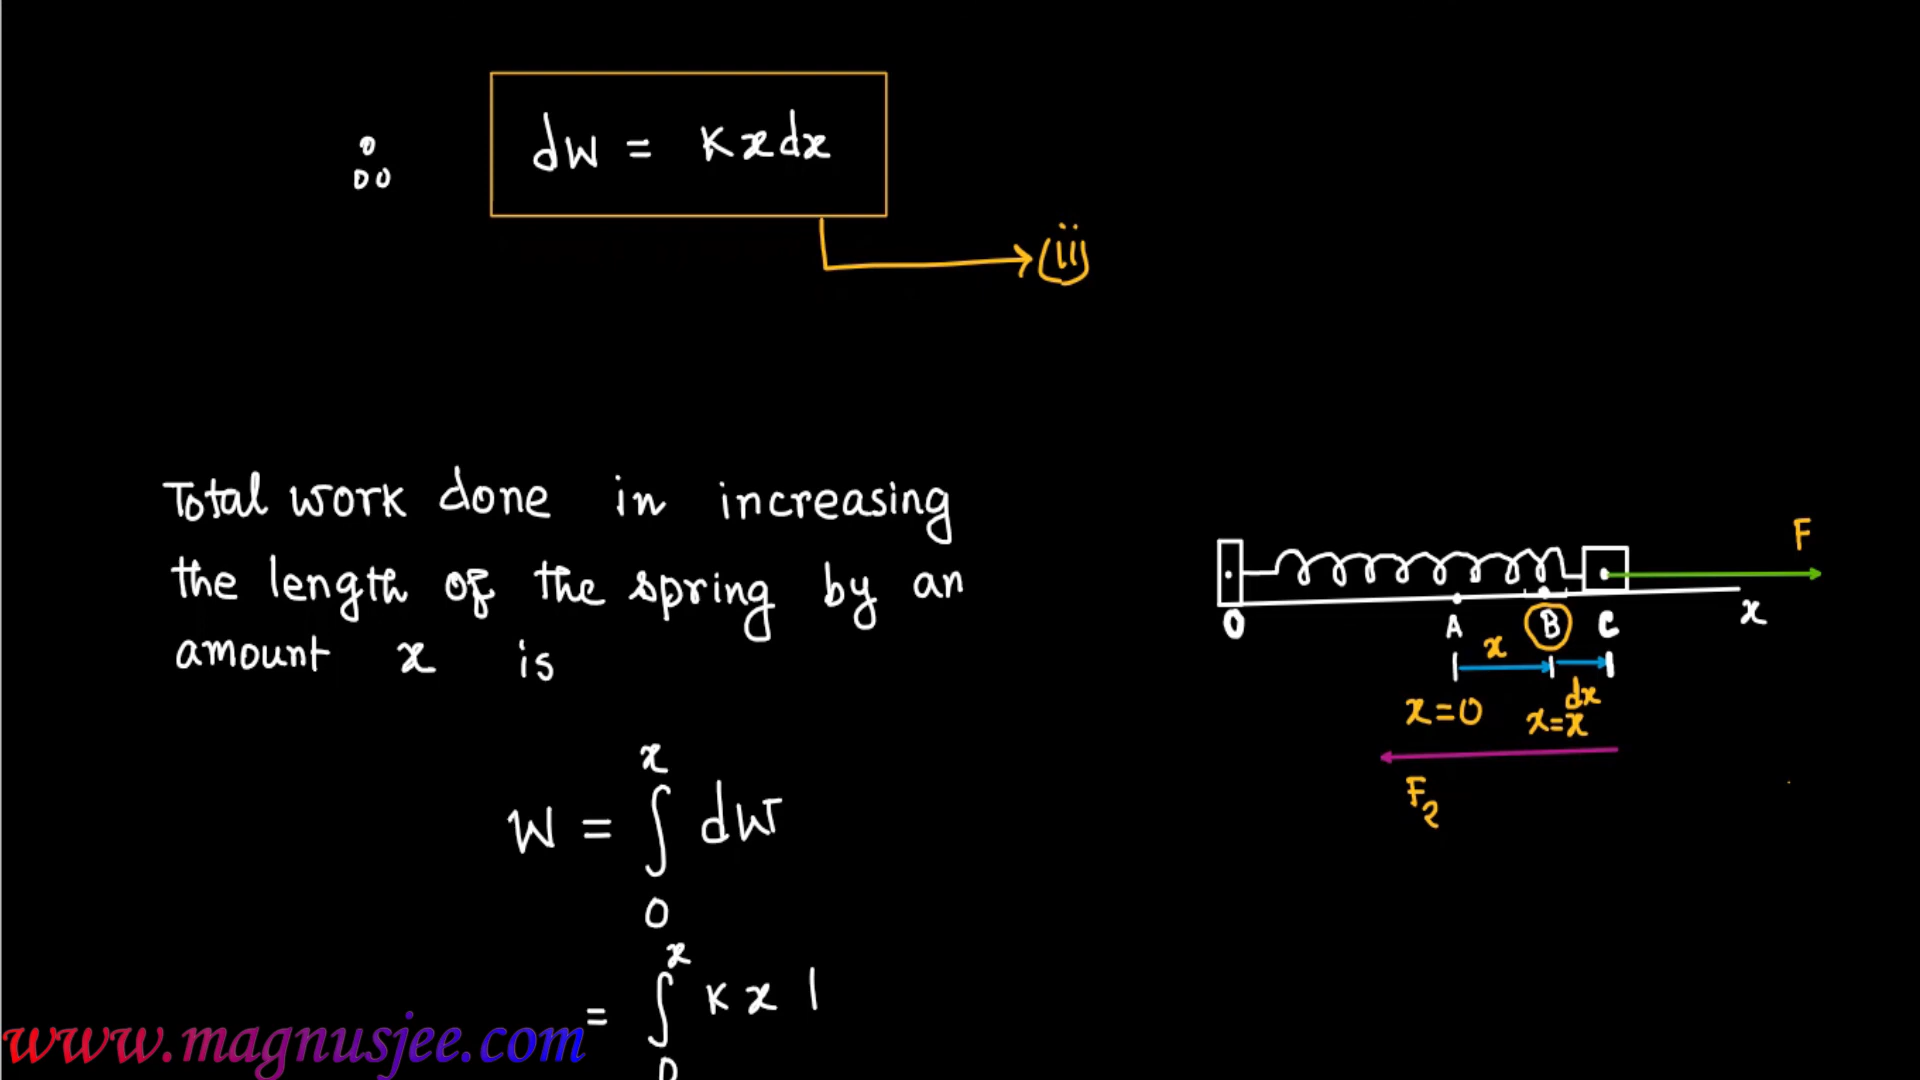 ∴ dW = Kxdx
(ii)
Total work done in increasing
the length of the spring by an
amount x is
W = ∫₀ˣ dW
= ∫₀ˣ K x
F
O A B C x
x
dx
x=0 x=x
F₂
www.magnusjee.com